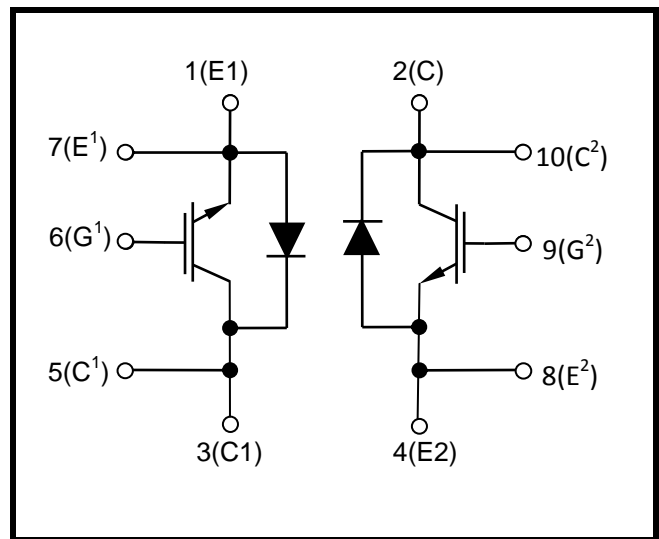 1(E1)
2(C)
7(E¹)
10(C²)
6(G¹)
9(G²)
5(C¹)
8(E²)
3(C1)
4(E2)